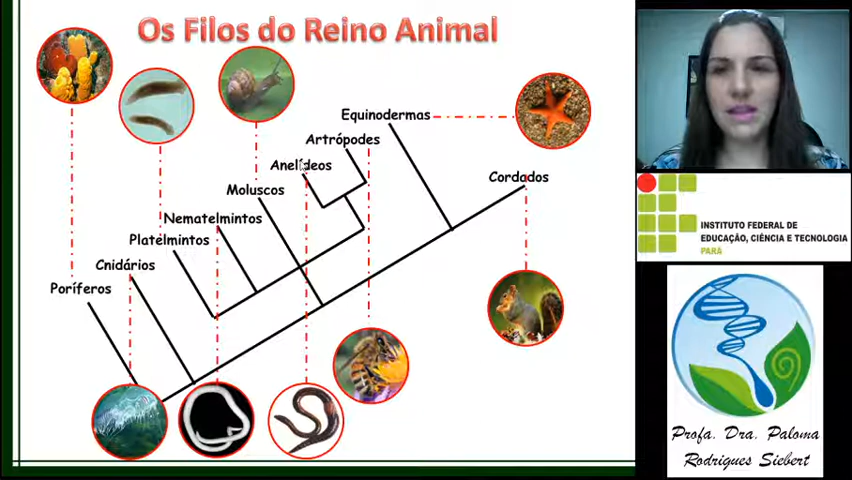 Os Filos do Reino Animal
Equinodermas
Artrópodes
Anelídeos
Cordados
Moluscos
Nematelmintos
Platelmintos
Cnidários
Poríferos
INSTITUTO FEDERAL DE
EDUCAÇÃO, CIÊNCIA E TECNOLOGIA
PARÁ
Profa. Dra. Paloma
Rodrigues Siebert